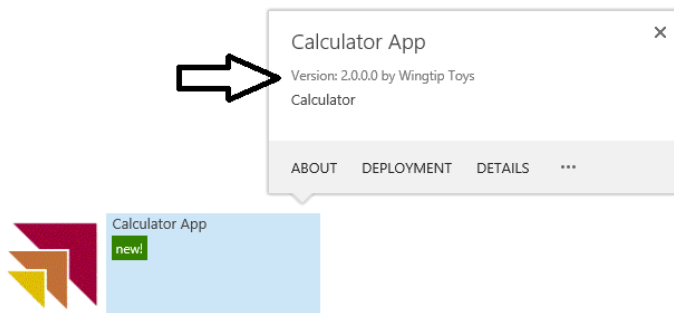 Calculator App
Version: 2.0.0.0 by Wingtip Toys
Calculator
ABOUT DEPLOYMENT DETAILS ...
Calculator App
new!